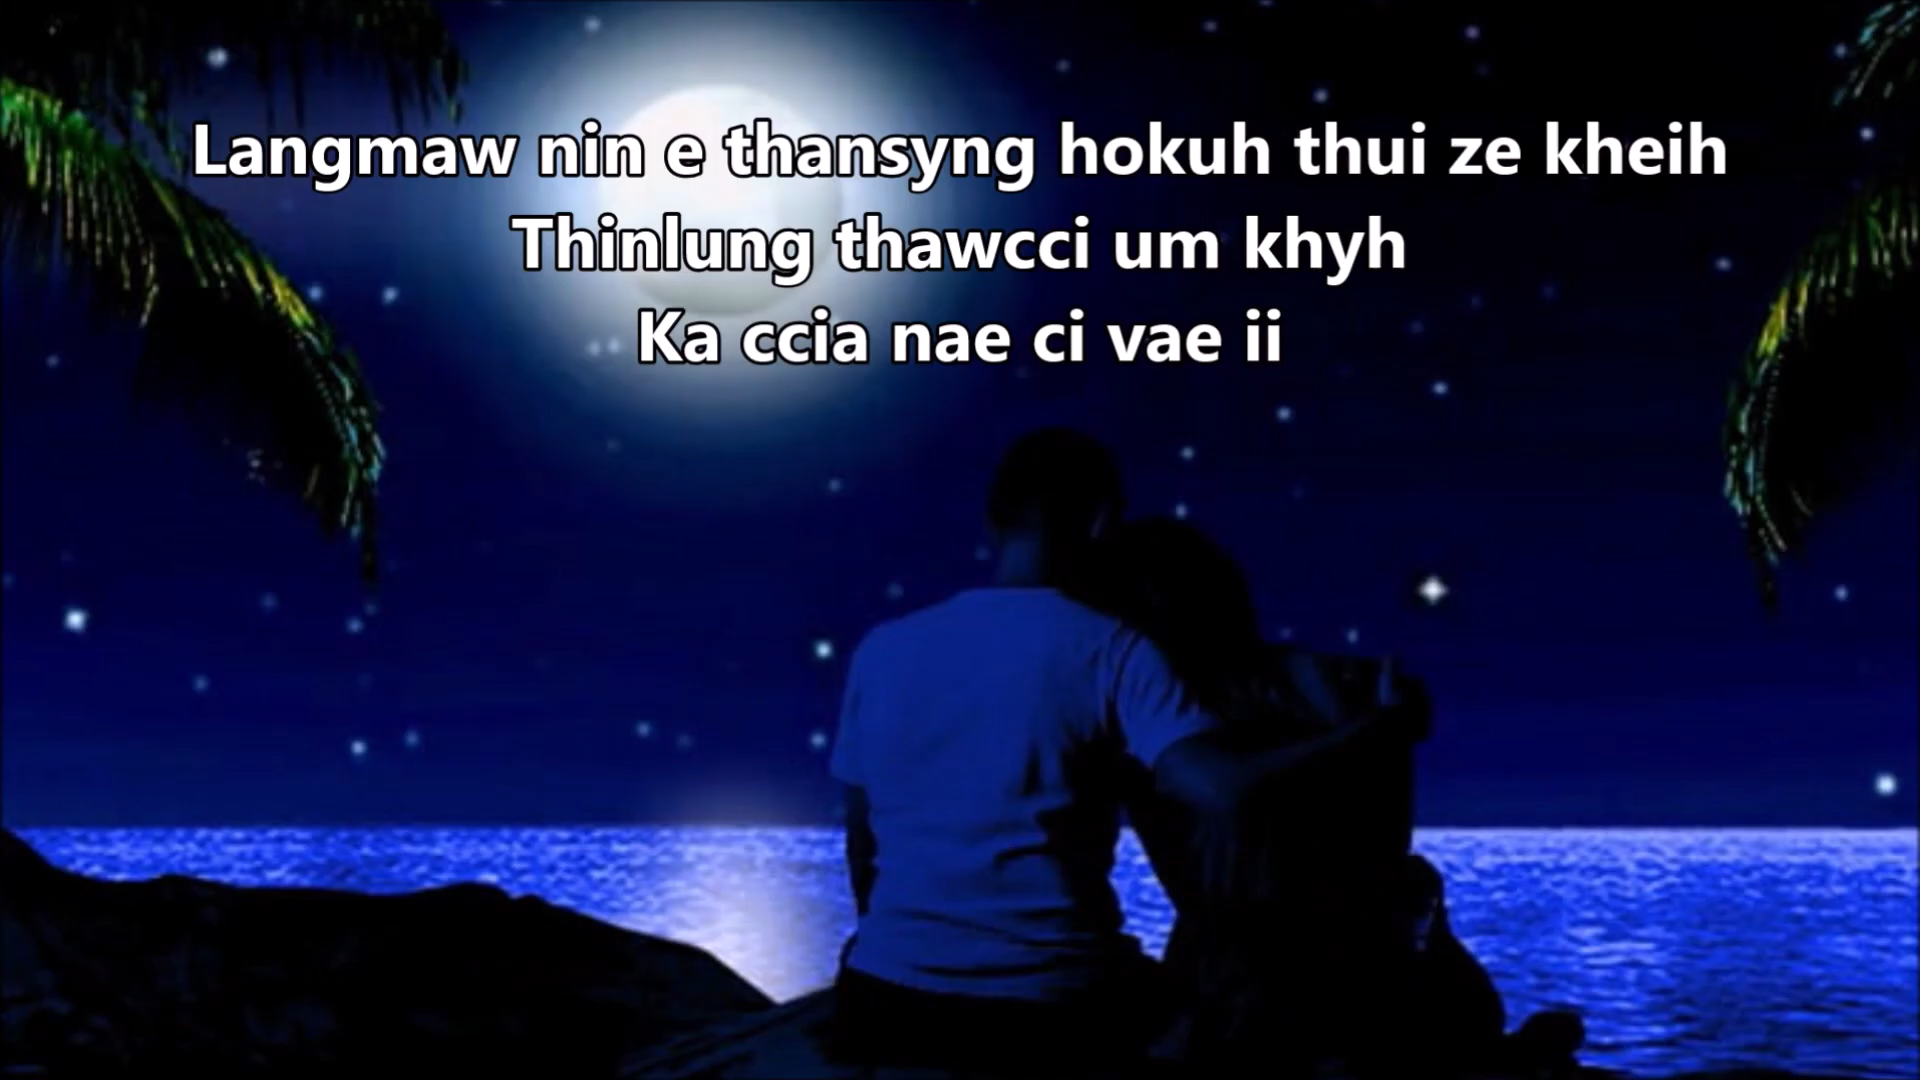 Langmaw nin e thansyng hokuh thui ze kheih
Thinlung thawcci um khyh
Ka ccia nae ci vae ii